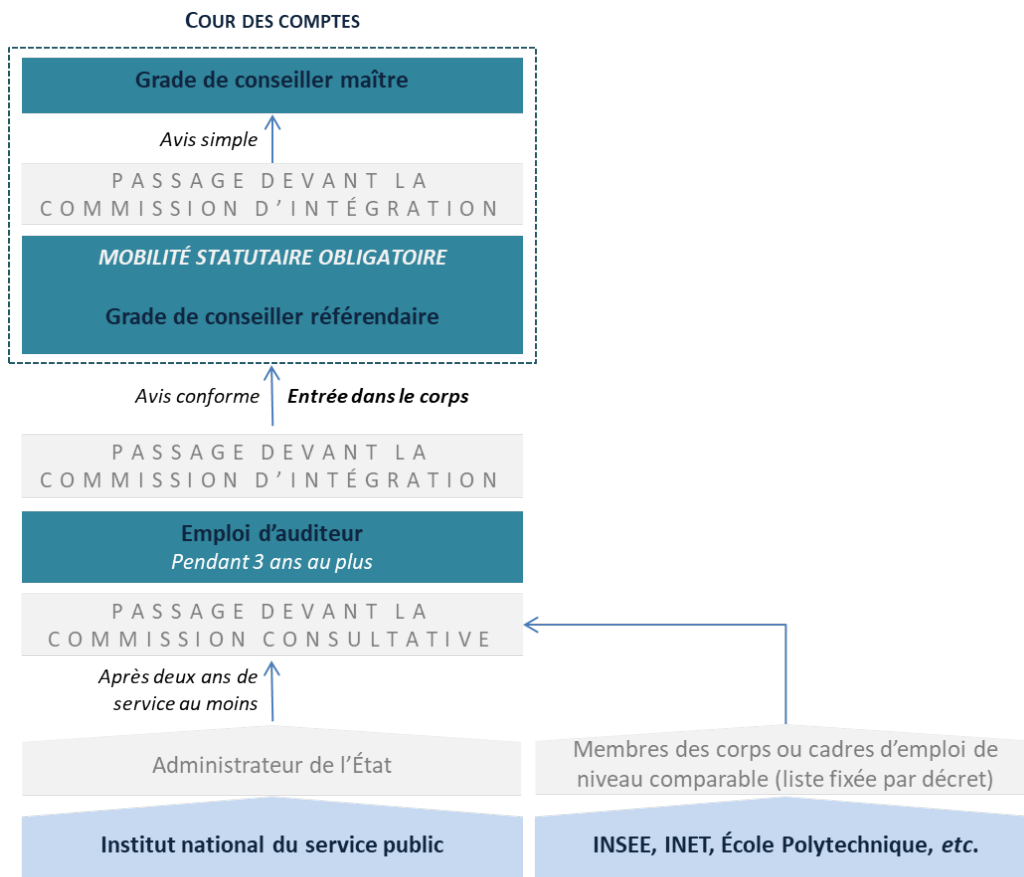 COUR DES COMPTES
Grade de conseiller maître
Avis simple
PASSAGE DEVANT LA
COMMISSION D’INTÉGRATION
MOBILITÉ STATUTAIRE OBLIGATOIRE
Grade de conseiller référendaire
Avis conforme
Entrée dans le corps
PASSAGE DEVANT LA
COMMISSION D’INTÉGRATION
Emploi d’auditeur
Pendant 3 ans au plus
PASSAGE DEVANT LA
COMMISSION CONSULTATIVE
Après deux ans de
service au moins
Administrateur de l’État
Membres des corps ou cadres d’emploi de
niveau comparable (liste fixée par décret)
Institut national du service public
INSEE, INET, École Polytechnique, etc.